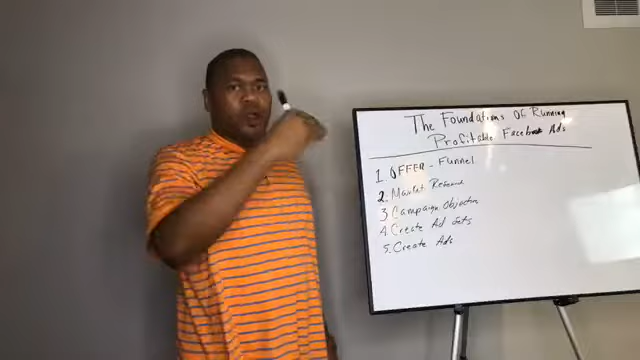 The Foundations Of Running
Profitable Facebook Ads
1 OFFER - Funnel
2. Market Research
3 Campaign Objective
4. Create Ad Sets
5. Create Ads